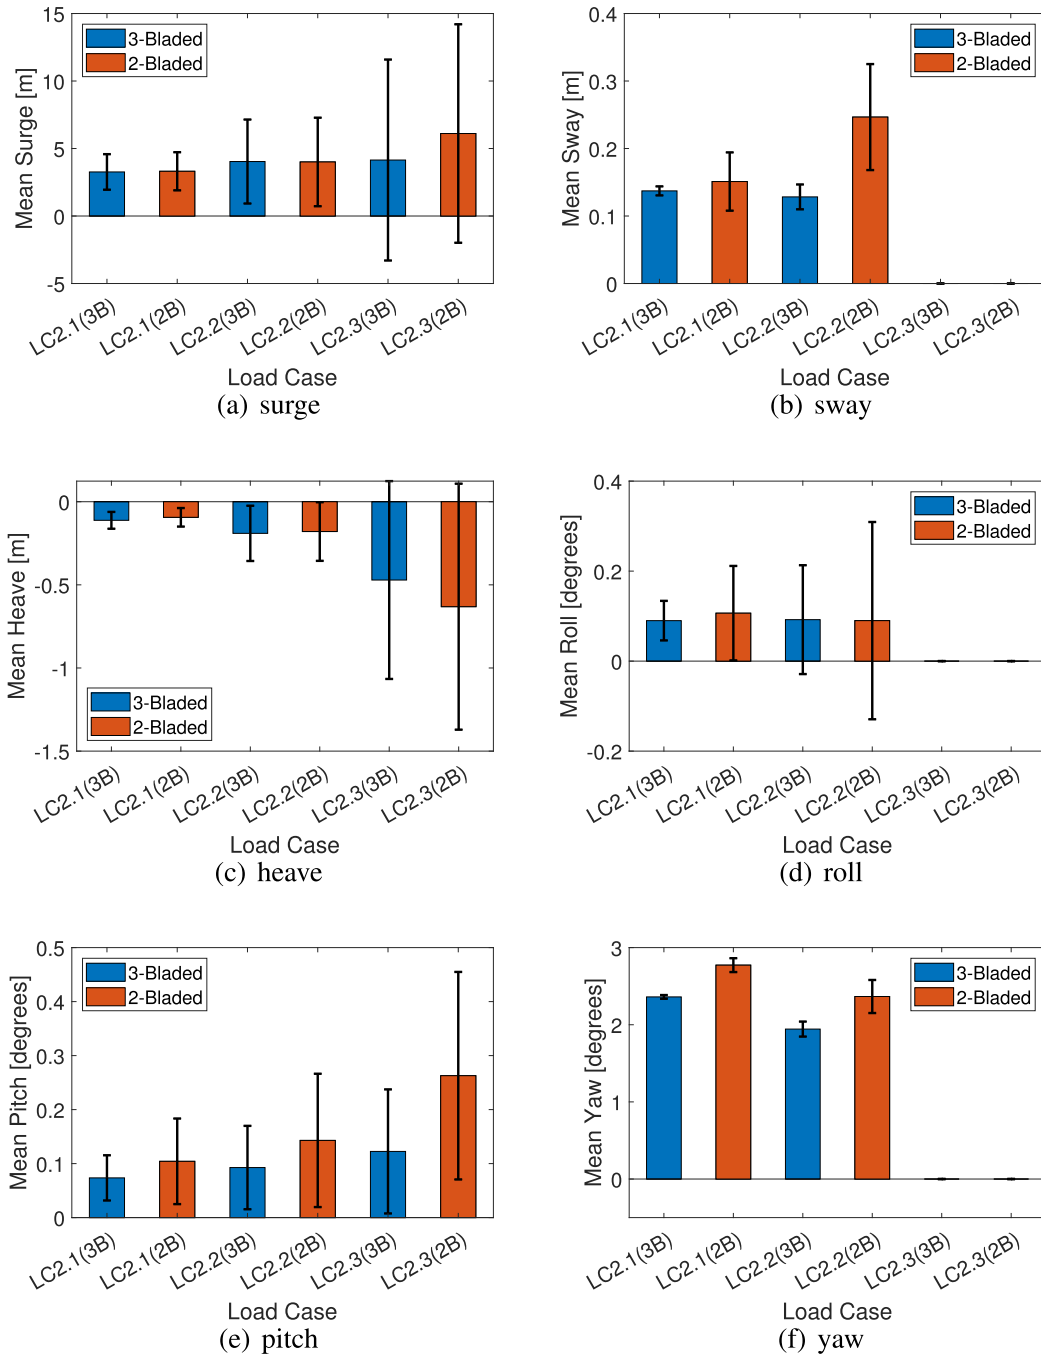 15
10
5
0
-5
Mean Surge [m]
3-Bladed
2-Bladed
LC2.1(3B)
LC2.1(2B)
LC2.2(3B)
LC2.2(2B)
LC2.3(3B)
LC2.3(2B)
Load Case
(a) surge
0.4
0.3
0.2
0.1
0
Mean Sway [m]
3-Bladed
2-Bladed
LC2.1(3B)
LC2.1(2B)
LC2.2(3B)
LC2.2(2B)
LC2.3(3B)
LC2.3(2B)
Load Case
(b) sway
0
-0.5
-1
-1.5
Mean Heave [m]
3-Bladed
2-Bladed
LC2.1(3B)
LC2.1(2B)
LC2.2(3B)
LC2.2(2B)
LC2.3(3B)
LC2.3(2B)
Load Case
(c) heave
0.4
0.2
0
-0.2
Mean Roll [degrees]
3-Bladed
2-Bladed
LC2.1(3B)
LC2.1(2B)
LC2.2(3B)
LC2.2(2B)
LC2.3(3B)
LC2.3(2B)
Load Case
(d) roll
0.5
0.4
0.3
0.2
0.1
0
Mean Pitch [degrees]
3-Bladed
2-Bladed
LC2.1(3B)
LC2.1(2B)
LC2.2(3B)
LC2.2(2B)
LC2.3(3B)
LC2.3(2B)
Load Case
(e) pitch
3
2
1
0
Mean Yaw [degrees]
3-Bladed
2-Bladed
LC2.1(3B)
LC2.1(2B)
LC2.2(3B)
LC2.2(2B)
LC2.3(3B)
LC2.3(2B)
Load Case
(f) yaw